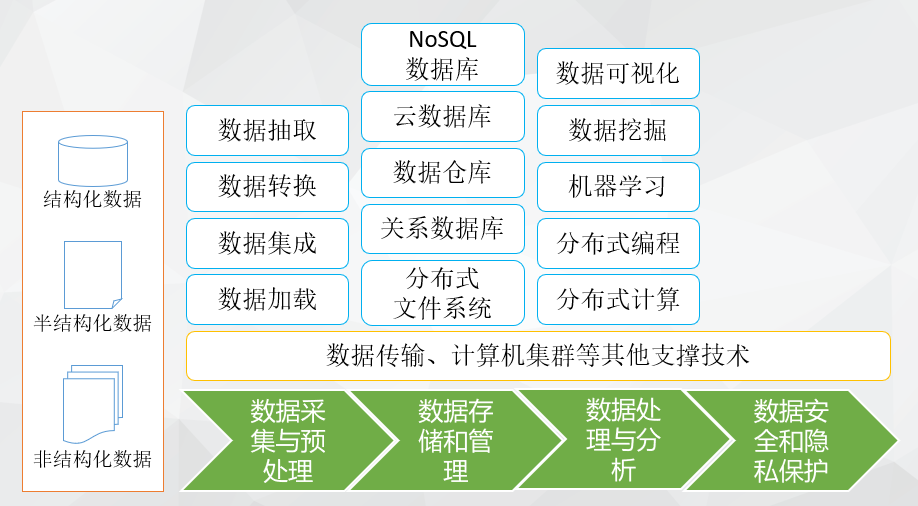 结构化数据
半结构化数据
非结构化数据
数据抽取
数据转换
数据集成
数据加载
NoSQL
数据库
云数据库
数据仓库
关系数据库
分布式
文件系统
数据可视化
数据挖掘
机器学习
分布式编程
分布式计算
数据传输、计算机集群等其他支撑技术
数据采
集与预
处理
数据存
储和管
理
数据处
理与分
析
数据安
全和隐
私保护